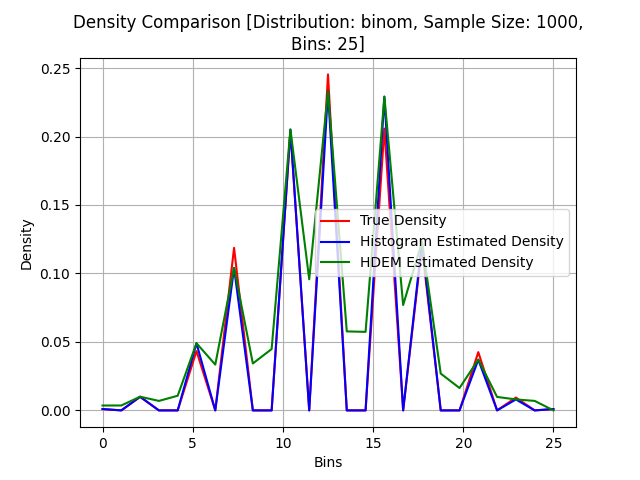 Density Comparison [Distribution: binom, Sample Size: 1000,
Bins: 25]
Density
0.25
0.20
0.15
0.10
0.05
0.00
True Density
Histogram Estimated Density
HDEM Estimated Density
0 5 10 15 20 25
Bins